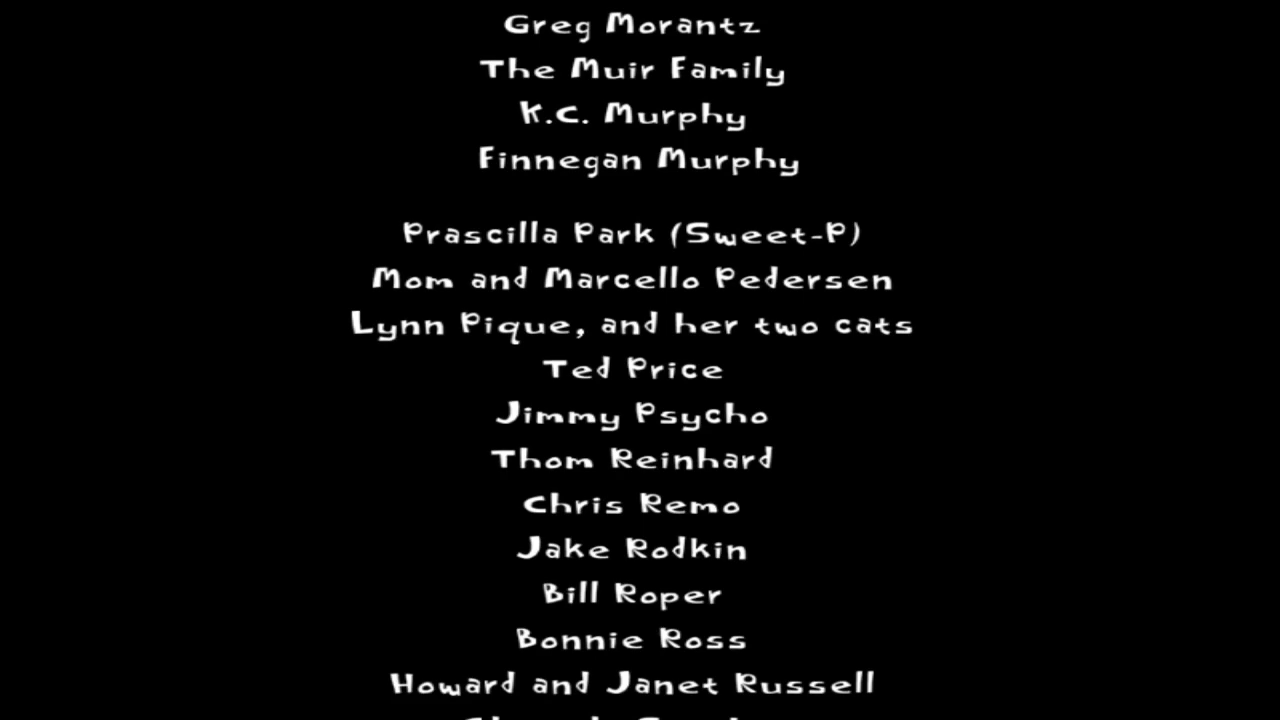 Greg Morantz
The Muir Family
K.C. Murphy
Finnegan Murphy
Prascilla Park (Sweet-P)
Mom and Marcello Pedersen
Lynn Pique, and her two cats
Ted Price
Jimmy Psycho
Thom Reinhard
Chris Remo
Jake Rodkin
Bill Roper
Bonnie Ross
Howard and Janet Russell